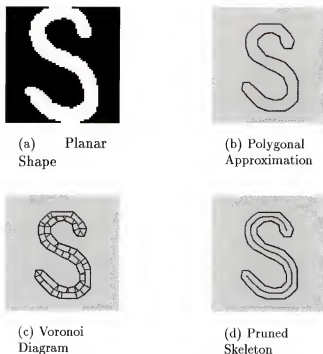 (a) Planar
Shape
(b) Polygonal
Approximation
(c) Voronoi
Diagram
(d) Pruned
Skeleton